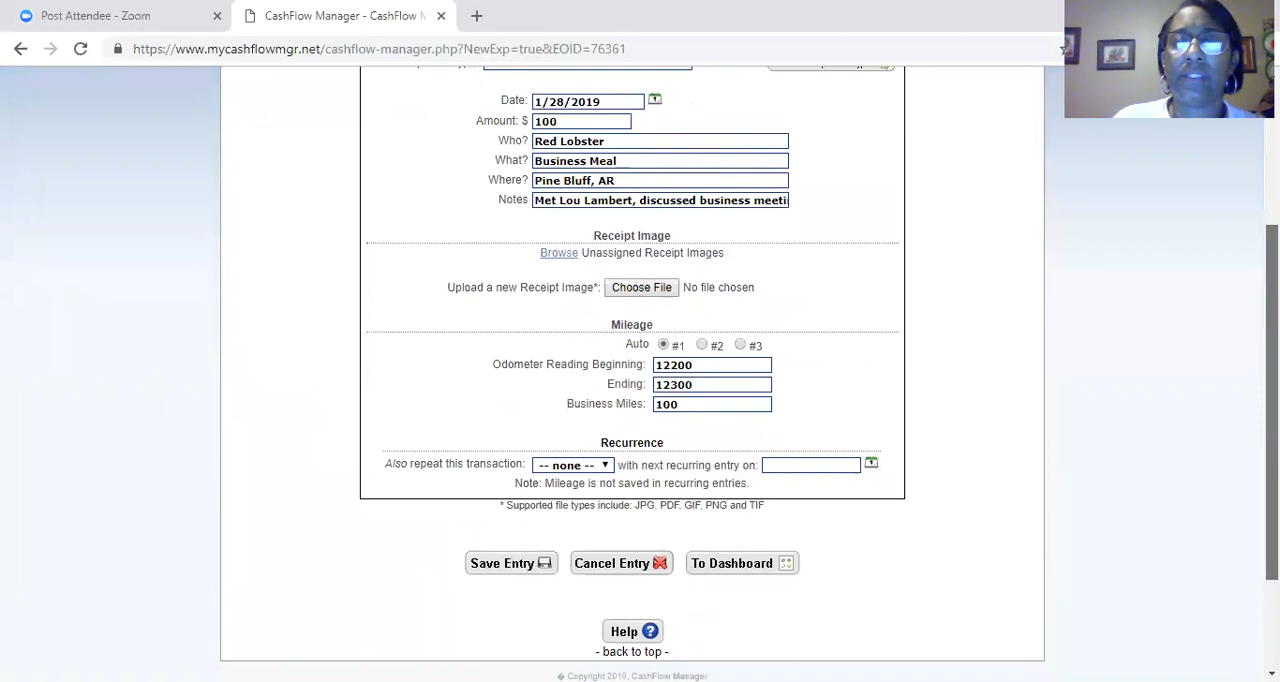 Post Attendee - Zoom
CashFlow Manager - CashFlow M
https://www.mycashflowmgr.net/cashflow-manager.php?NewExp=true&EOID=76361
Date: 1/28/2019
Amount: $ 100
Who? Red Lobster
What? Business Meal
Where? Pine Bluff, AR
Notes Met Lou Lambert, discussed business meeti
Receipt Image
Browse Unassigned Receipt Images
Upload a new Receipt Image*: Choose File No file chosen
Mileage
Auto #1 #2 #3
Odometer Reading Beginning: 12200
Ending: 12300
Business Miles: 100
Recurrence
Also repeat this transaction: -- none -- with next recurring entry on:
Note: Mileage is not saved in recurring entries.
* Supported file types include: JPG, PDF, GIF, PNG and TIF
Save Entry Cancel Entry To Dashboard
Help ?
- back to top -
� Copyright 2019, CashFlow Manager